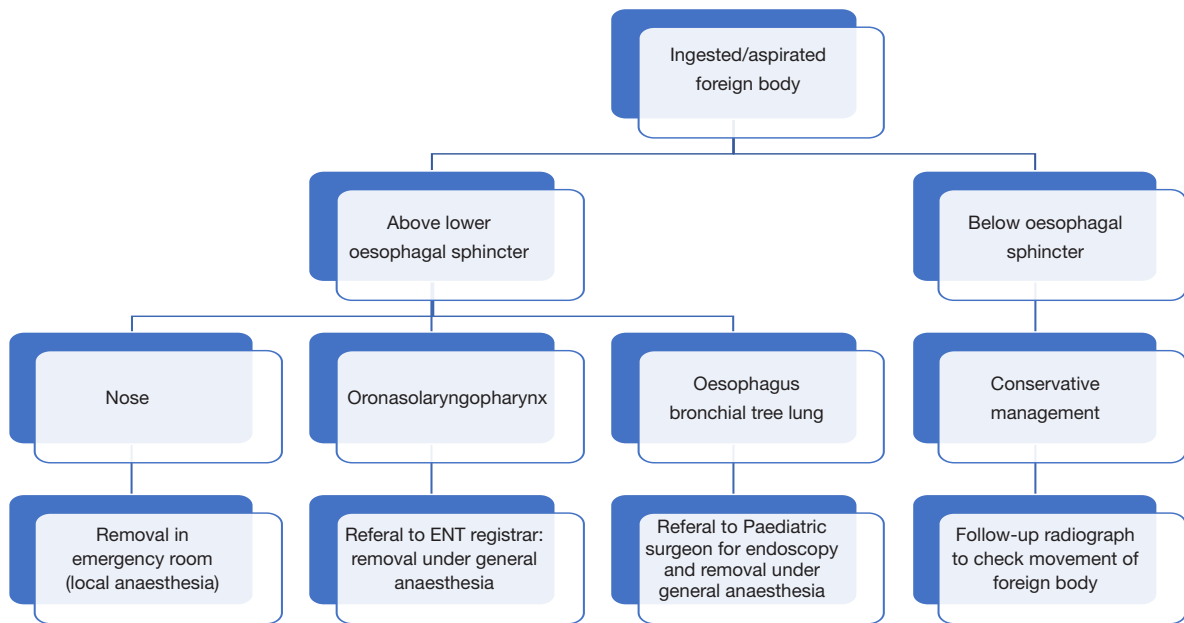 Ingested/aspirated
foreign body
Above lower
oesophagal sphincter
Below oesophagal
sphincter
Nose
Oronasolaryngopharynx
Oesophagus
bronchial tree lung
Conservative
management
Removal in
emergency room
(local anaesthesia)
Referal to ENT registrar:
removal under general
anaesthesia
Referal to Paediatric
surgeon for endoscopy
and removal under
general anaesthesia
Follow-up radiograph
to check movement of
foreign body